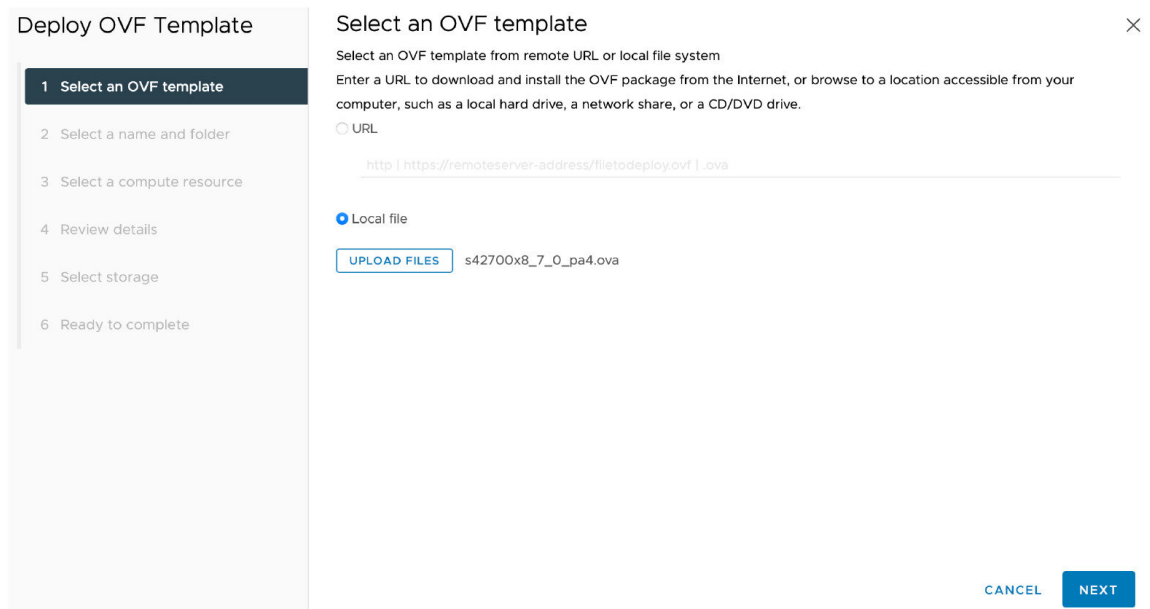 Deploy OVF Template
1 Select an OVF template
2 Select a name and folder
3 Select a compute resource
4 Review details
5 Select storage
6 Ready to complete
Select an OVF template
Select an OVF template from remote URL or local file system
Enter a URL to download and install the OVF package from the Internet, or browse to a location accessible from your
computer, such as a local hard drive, a network share, or a CD/DVD drive.
URL
http | https://remoteserver-address/filetodeploy.ovf | .ova
Local file
UPLOAD FILES s42700x8_7_0_pa4.ova
CANCEL NEXT